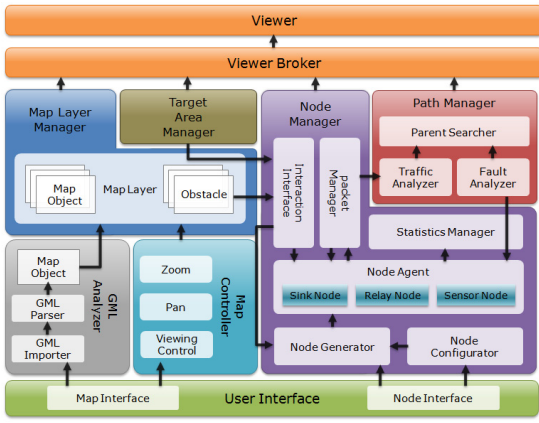 Viewer
Viewer Broker
Map Layer
Manager
Target
Area
Manager
Node
Manager
Path Manager
Parent Searcher
Traffic
Analyzer
Fault
Analyzer
Map
Object
Map Layer
Obstacle
Interaction
Interface
packet
Manager
Statistics Manager
Node Agent
Sink Node
Relay Node
Sensor Node
Node Generator
Node
Configurator
Map
Object
GML
Parser
GML
Importer
GML
Analyzer
Zoom
Pan
Viewing
Control
Map
Controller
Map Interface
User Interface
Node Interface